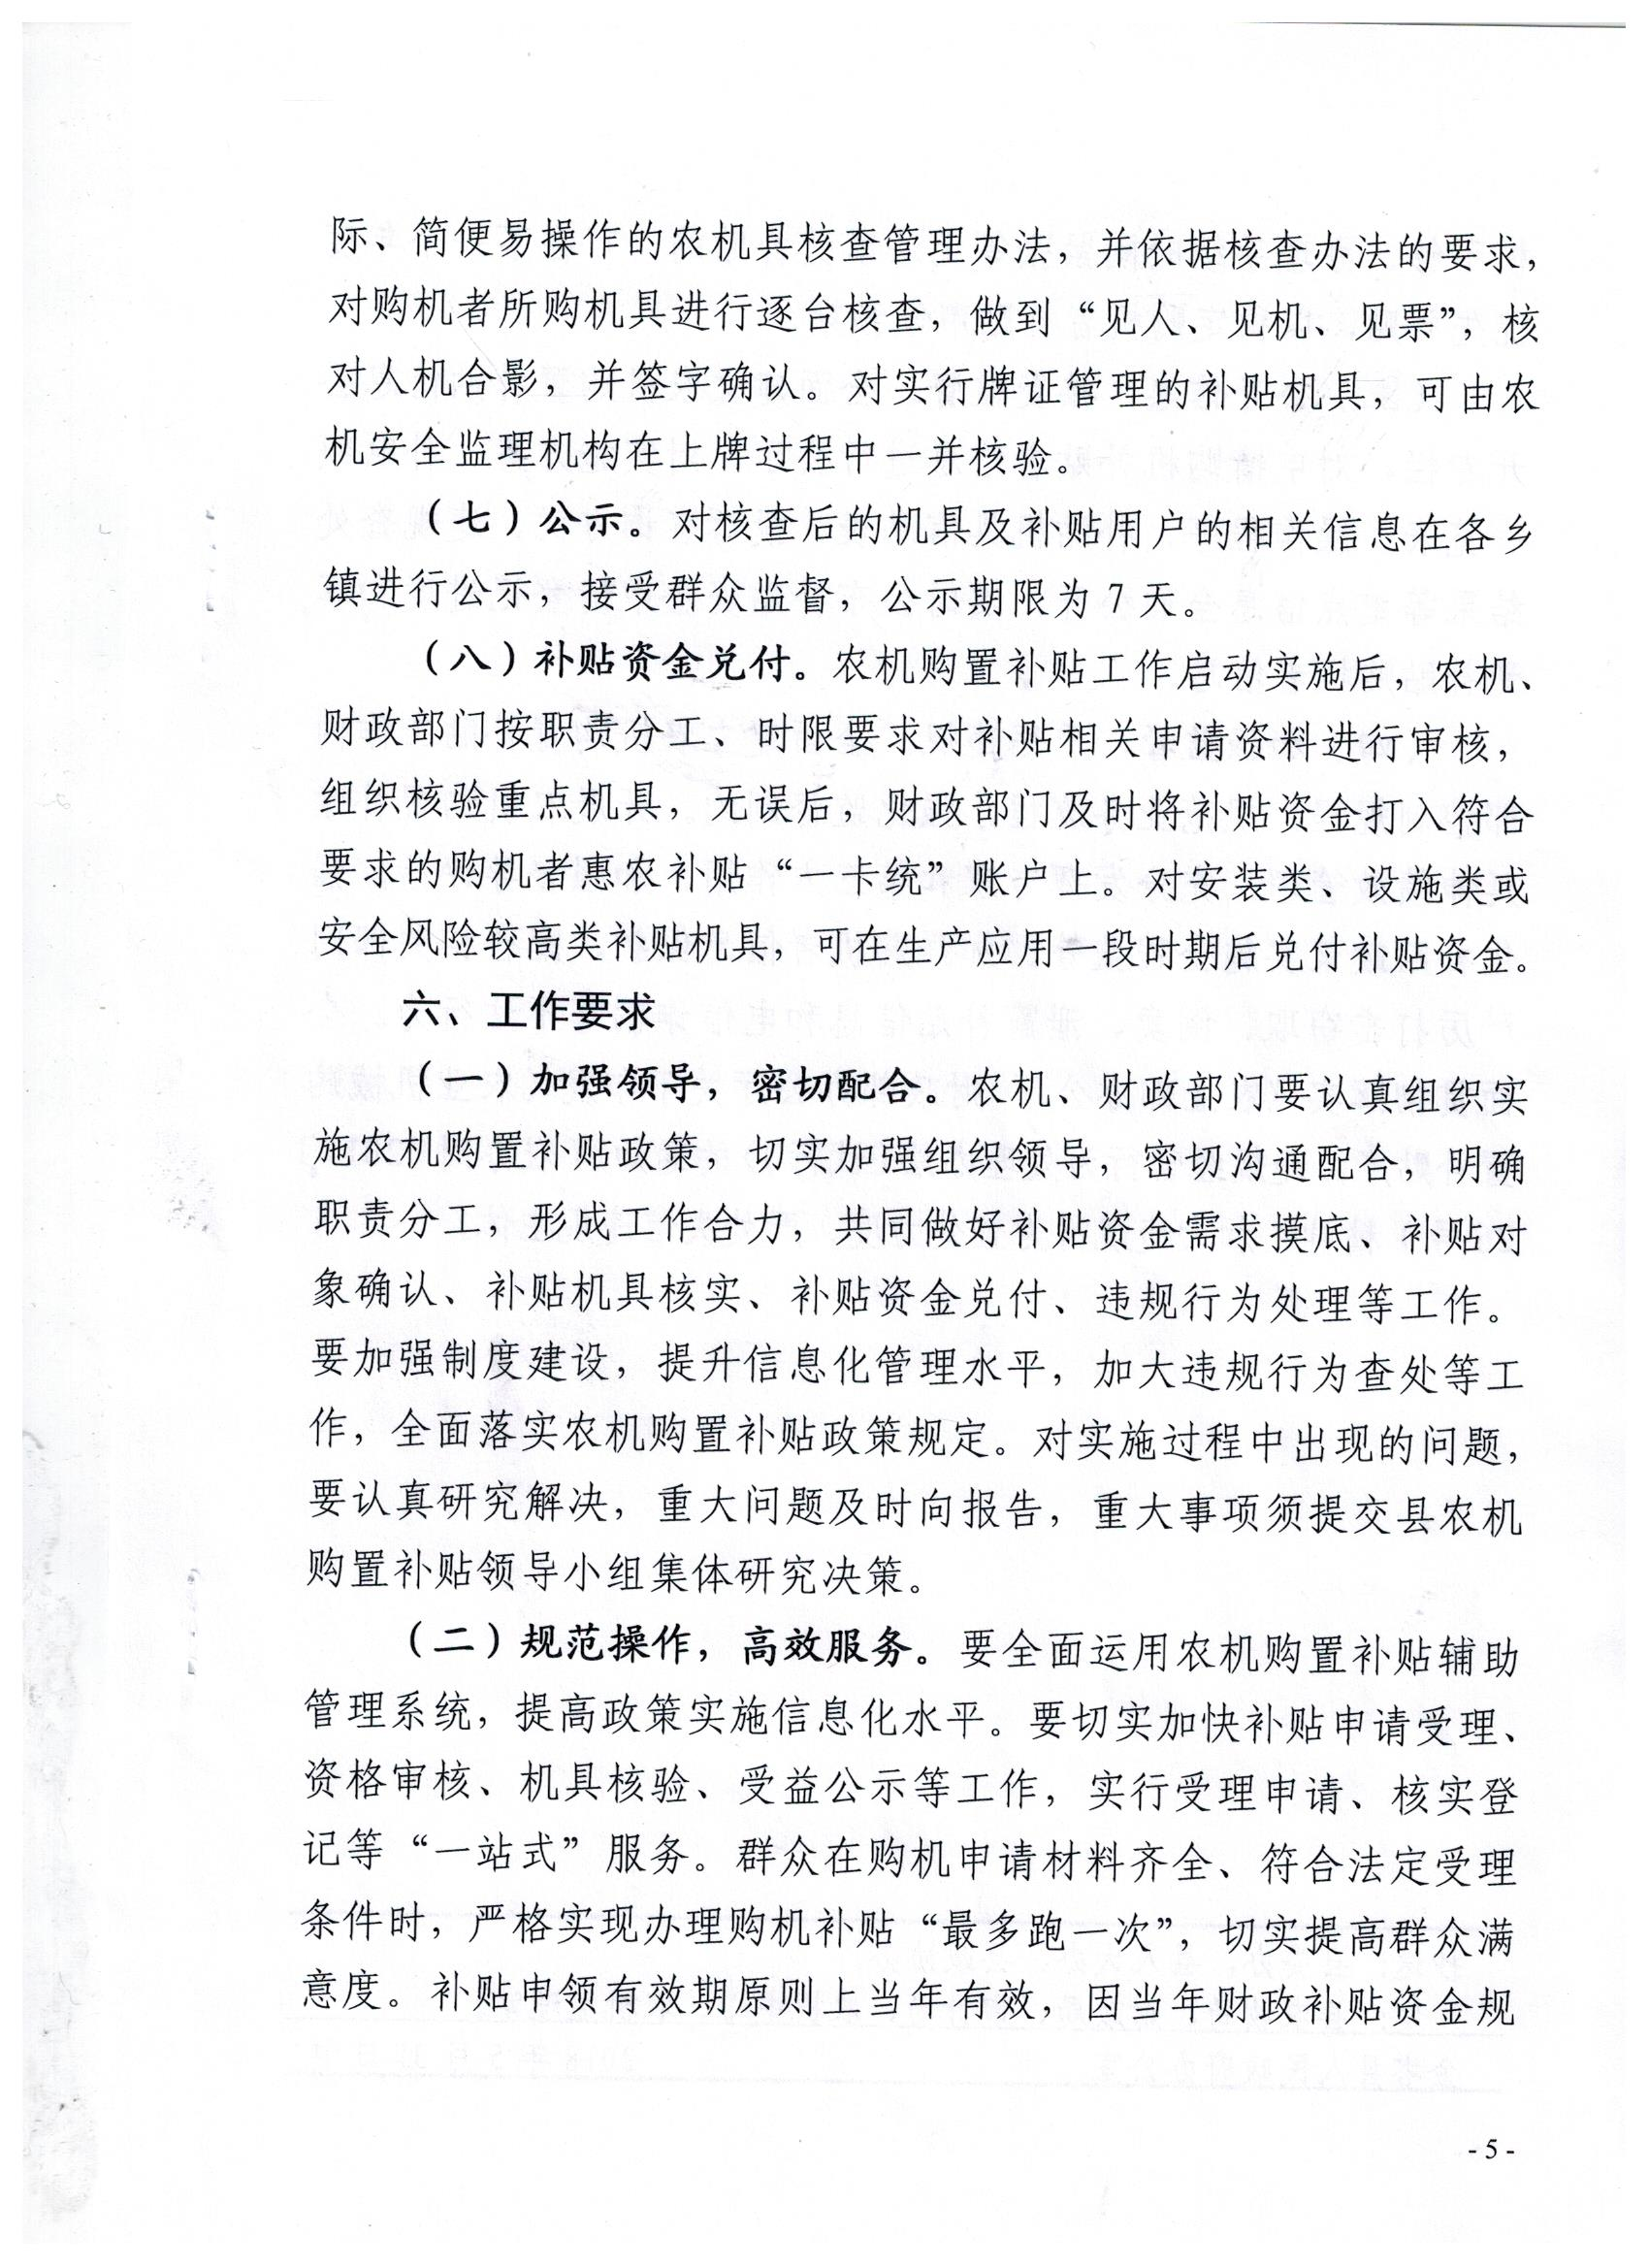 际、简便易操作的农机具核查管理办法，并依据核查办法的要求，
对购机者所购机具进行逐台核查，做到“见人、见机、见票”，核
对人机合影，并签字确认。对实行牌证管理的补贴机具，可由农
机安全监理机构在上牌过程中一并核验。
（七）公示。对核查后的机具及补贴用户的相关信息在各乡
镇进行公示，接受群众监督，公示期限为 7 天。
（八）补贴资金兑付。农机购置补贴工作启动实施后，农机、
财政部门按职责分工、时限要求对补贴相关申请资料进行审核，
组织核验重点机具，无误后，财政部门及时将补贴资金打入符合
要求的购机者惠农补贴“一卡统”账户上。对安装类、设施类或
安全风险较高类补贴机具，可在生产应用一段时期后兑付补贴资金。
六、工作要求
（一）加强领导，密切配合。农机、财政部门要认真组织实
施农机购置补贴政策，切实加强组织领导，密切沟通配合，明确
职责分工，形成工作合力，共同做好补贴资金需求摸底、补贴对
象确认、补贴机具核实、补贴资金兑付、违规行为处理等工作。
要加强制度建设，提升信息化管理水平，加大违规行为查处等工
作，全面落实农机购置补贴政策规定。对实施过程中出现的问题，
要认真研究解决，重大问题及时向报告，重大事项须提交县农机
购置补贴领导小组集体研究决策。
（二）规范操作，高效服务。要全面运用农机购置补贴辅助
管理系统，提高政策实施信息化水平。要切实加快补贴申请受理、
资格审核、机具核验、受益公示等工作，实行受理申请、核实登
记等“一站式”服务。群众在购机申请材料齐全、符合法定受理
条件时，严格实现办理购机补贴“最多跑一次”，切实提高群众满
意度。补贴申领有效期原则上当年有效，因当年财政补贴资金规
- 5 -